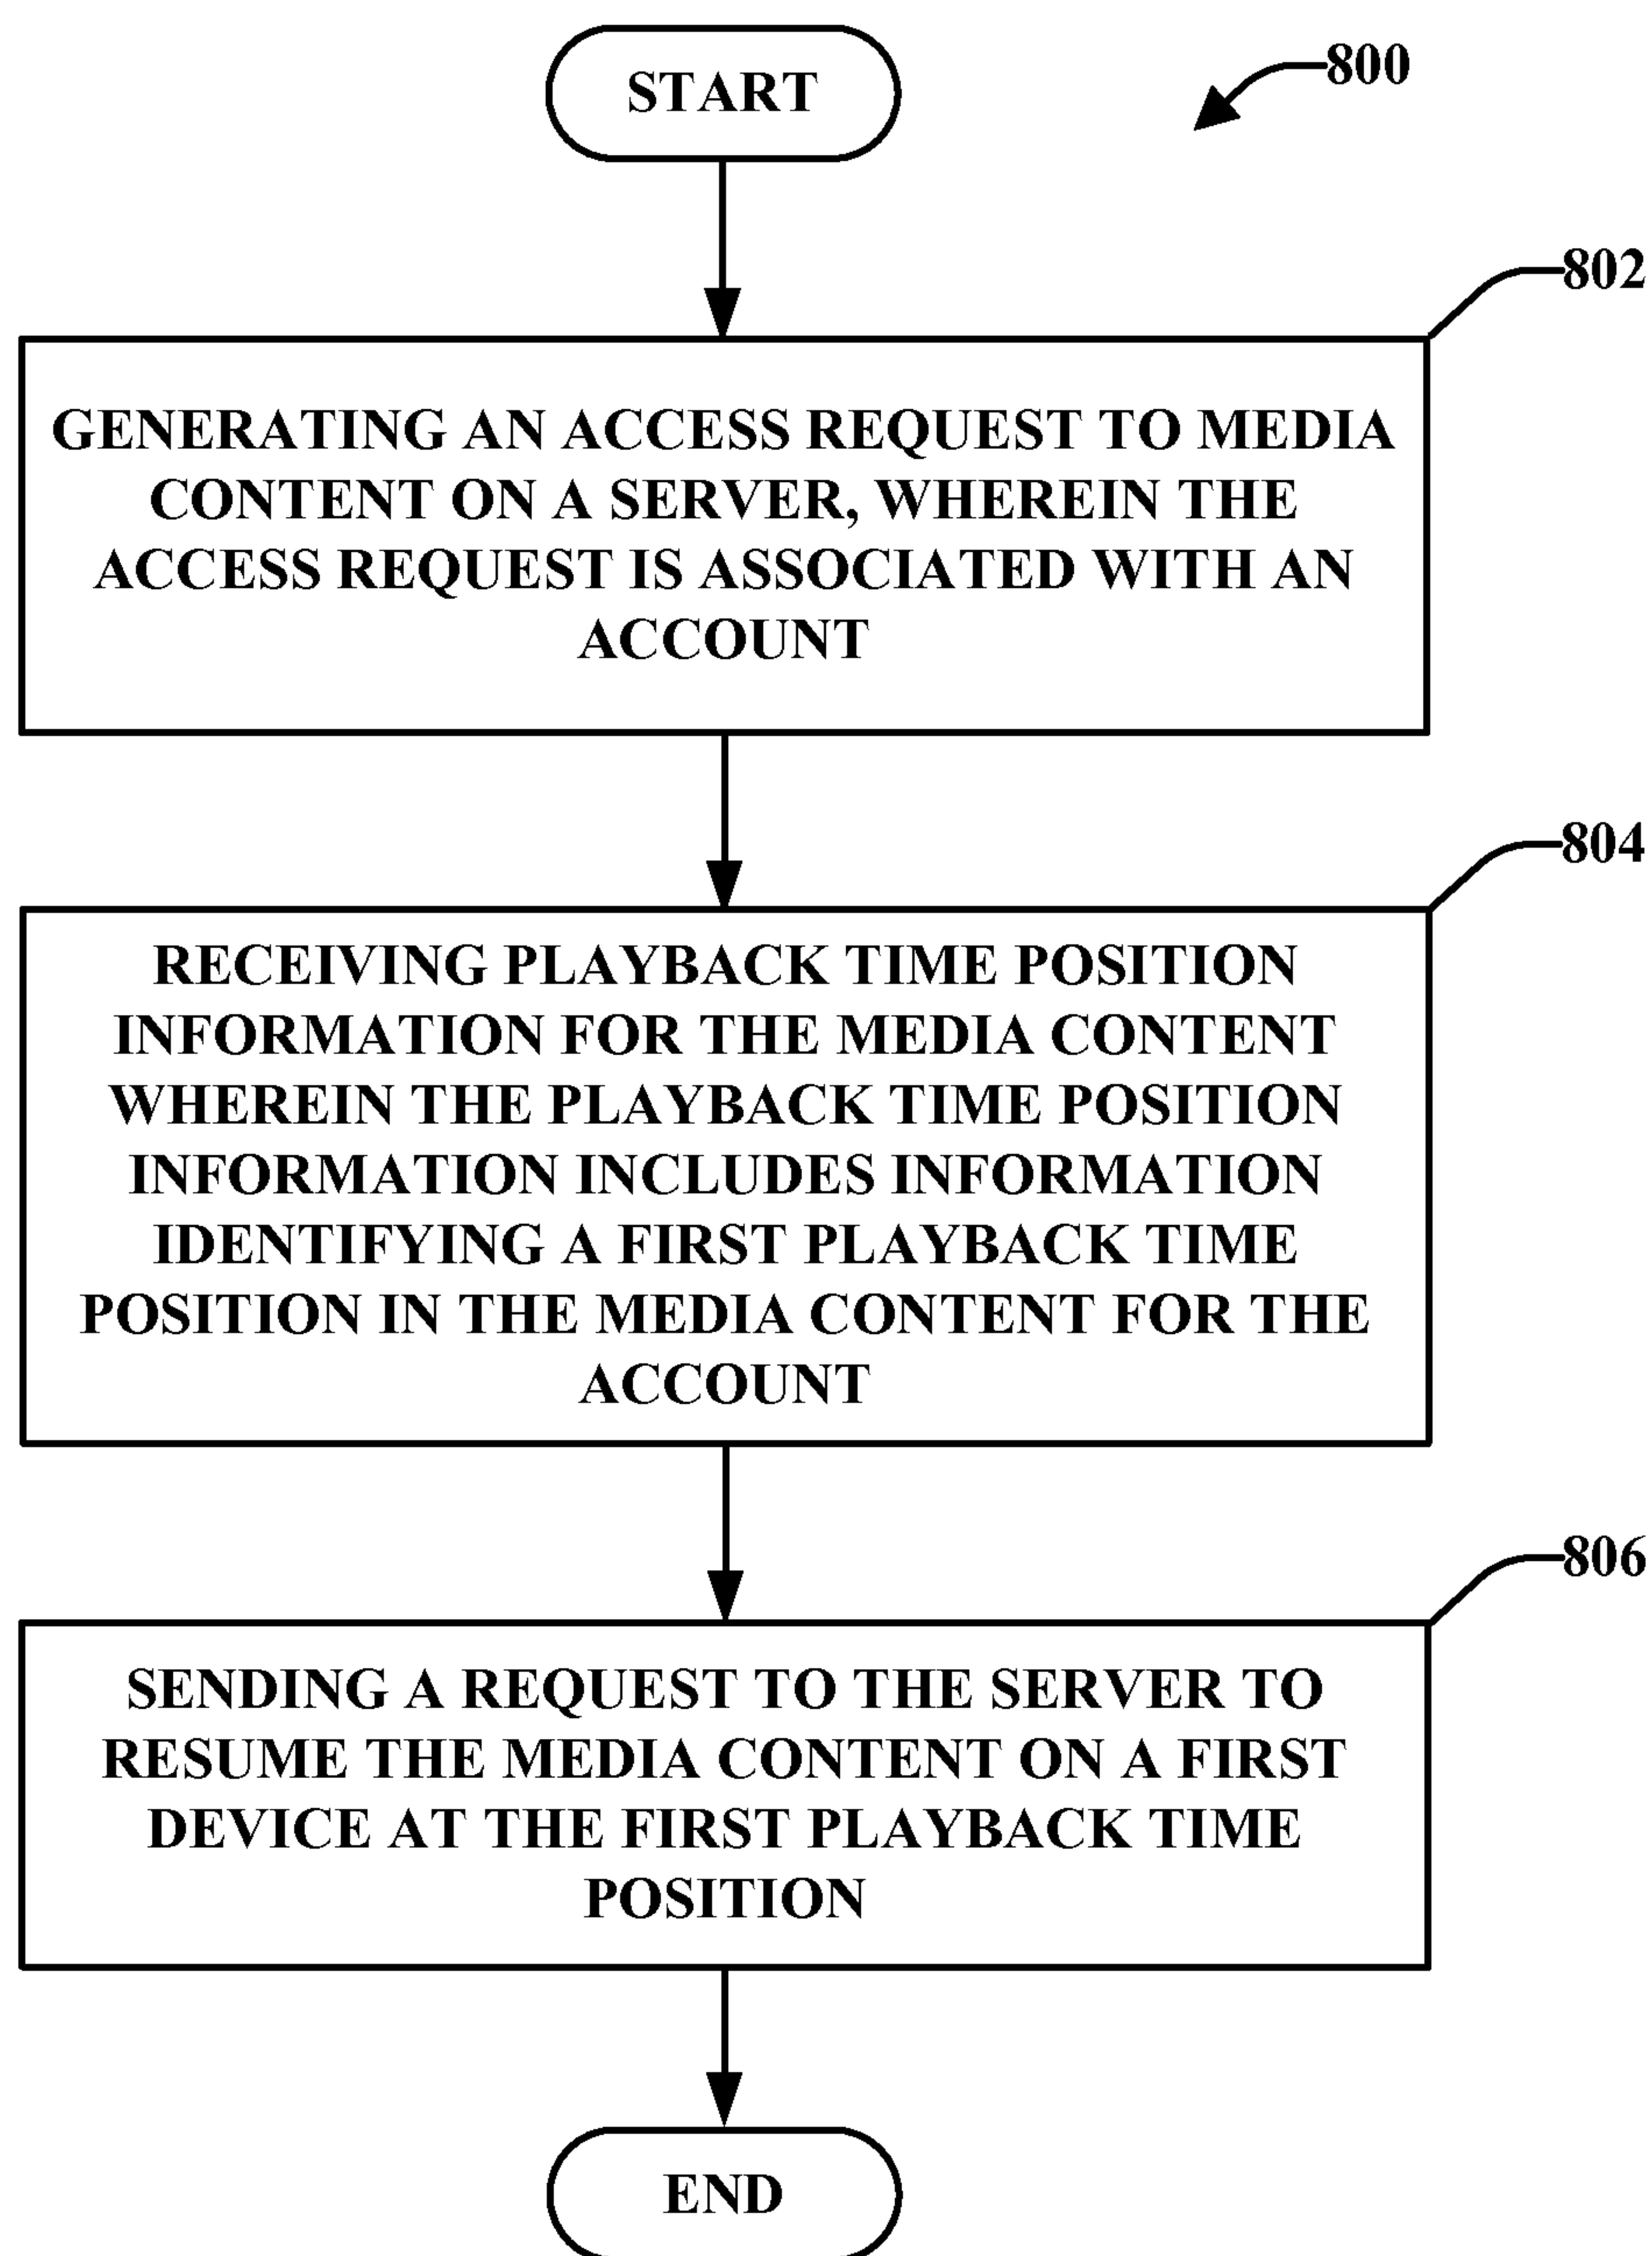 START
800
802
GENERATING AN ACCESS REQUEST TO MEDIA
CONTENT ON A SERVER, WHEREIN THE
ACCESS REQUEST IS ASSOCIATED WITH AN
ACCOUNT
804
RECEIVING PLAYBACK TIME POSITION
INFORMATION FOR THE MEDIA CONTENT
WHEREIN THE PLAYBACK TIME POSITION
INFORMATION INCLUDES INFORMATION
IDENTIFYING A FIRST PLAYBACK TIME
POSITION IN THE MEDIA CONTENT FOR THE
ACCOUNT
806
SENDING A REQUEST TO THE SERVER TO
RESUME THE MEDIA CONTENT ON A FIRST
DEVICE AT THE FIRST PLAYBACK TIME
POSITION
END